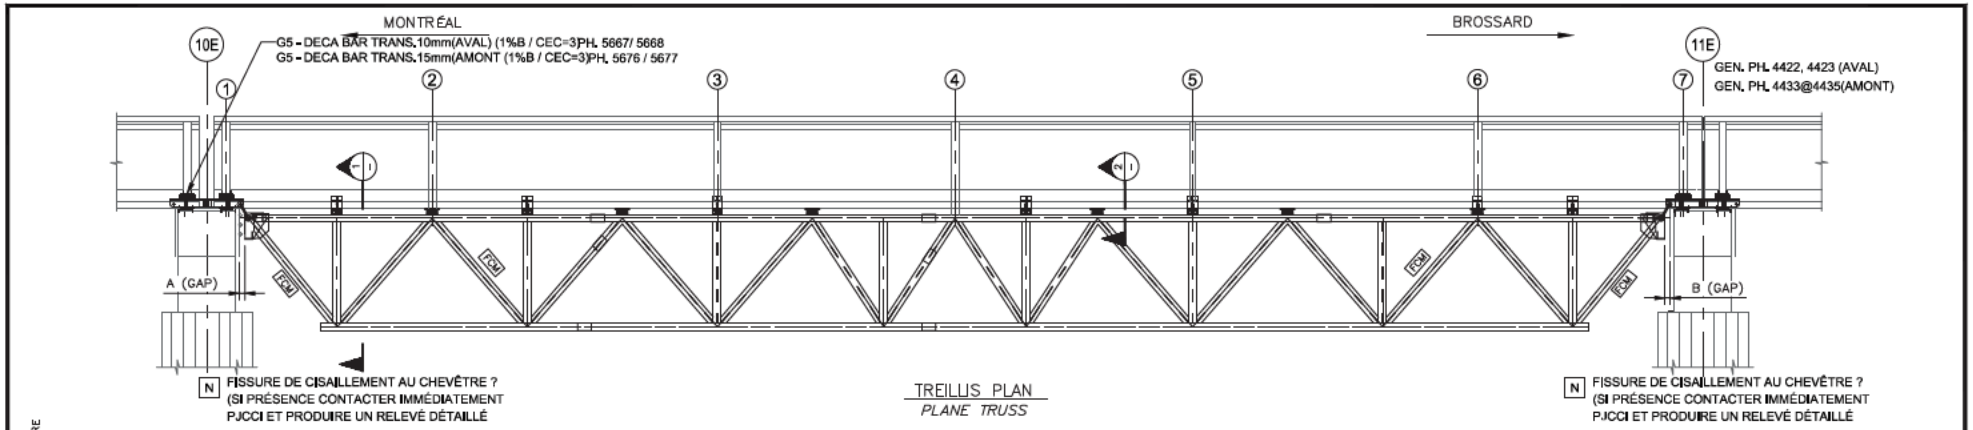 MONTRÉAL
BROSSARD
10E
G5 - DECA BAR TRANS.10mm(AVAL) (1%B / CEC=3)PH. 5667/ 5668
G5 - DECA BAR TRANS.15mm(AMONT (1%B / CEC=3)PH. 5676 / 5677
11E
GEN. PH. 4422, 4423 (AVAL)
GEN. PH. 4433@4435(AMONT)
1
2
3
4
5
6
7
1
2
FCM
FCM
FCM
FCM
A (GAP)
B (GAP)
N
FISSURE DE CISAILLEMENT AU CHEVÊTRE ?
(SI PRÉSENCE CONTACTER IMMÉDIATEMENT
PJCCI ET PRODUIRE UN RELEVÉ DÉTAILLÉ
TREILLIS PLAN
PLANE TRUSS
N
FISSURE DE CISAILLEMENT AU CHEVÊTRE ?
(SI PRÉSENCE CONTACTER IMMÉDIATEMENT
PJCCI ET PRODUIRE UN RELEVÉ DÉTAILLÉ
RE